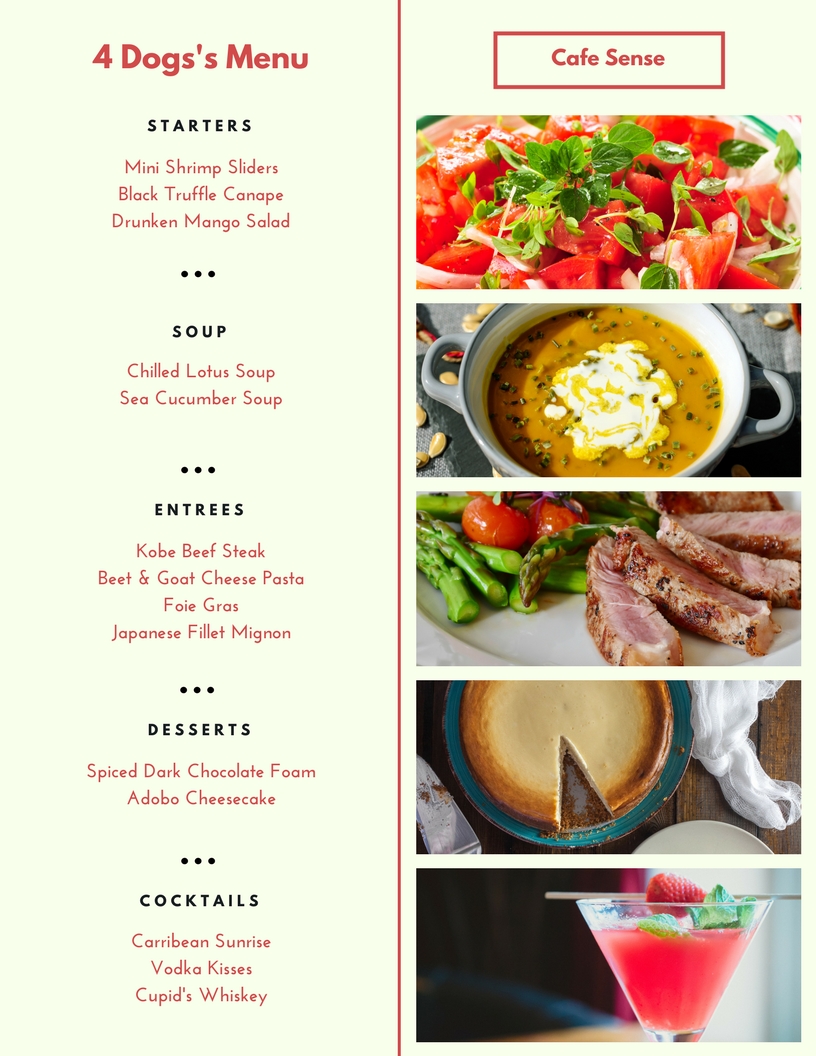 4 Dogs's Menu
STARTERS
Mini Shrimp Sliders
Black Truffle Canape
Drunken Mango Salad
SOUP
Chilled Lotus Soup
Sea Cucumber Soup
ENTREES
Kobe Beef Steak
Beet & Goat Cheese Pasta
Foie Gras
Japanese Fillet Mignon
DESSERTS
Spiced Dark Chocolate Foam
Adobo Cheesecake
COCKTAILS
Carribean Sunrise
Vodka Kisses
Cupid's Whiskey
Cafe Sense